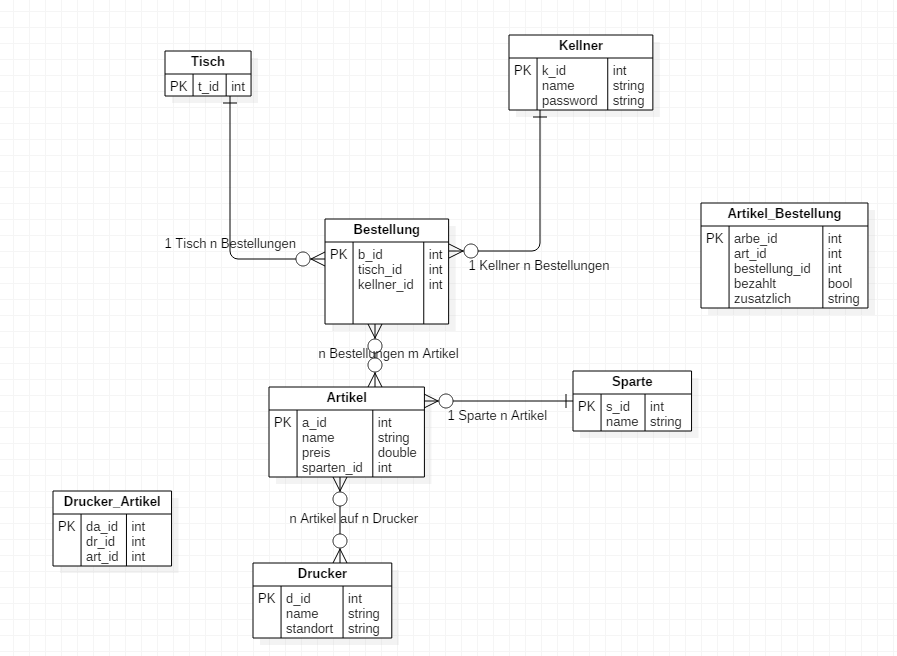 Tisch
PK t_id int
Kellner
PK k_id int
name string
password string
1 Tisch n Bestellungen
Bestellung
PK b_id int
tisch_id int
kellner_id int
1 Kellner n Bestellungen
Artikel_Bestellung
PK arbe_id int
art_id int
bestellung_id int
bezahlt bool
zusatzlich string
n Bestellungen m Artikel
Artikel
PK a_id int
name string
preis double
sparten_id int
1 Sparte n Artikel
Sparte
PK s_id int
name string
Drucker_Artikel
PK da_id int
dr_id int
art_id int
n Artikel auf n Drucker
Drucker
PK d_id int
name string
standort string